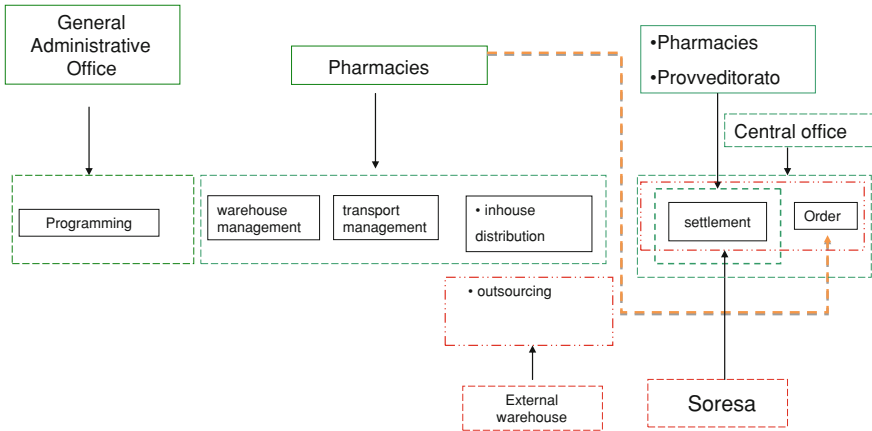 General
Administrative
Office
Pharmacies
•Pharmacies
•Provveditorato
Central office
Programming
warehouse
management
transport
management
• inhouse
distribution
settlement
Order
• outsourcing
External
warehouse
Soresa